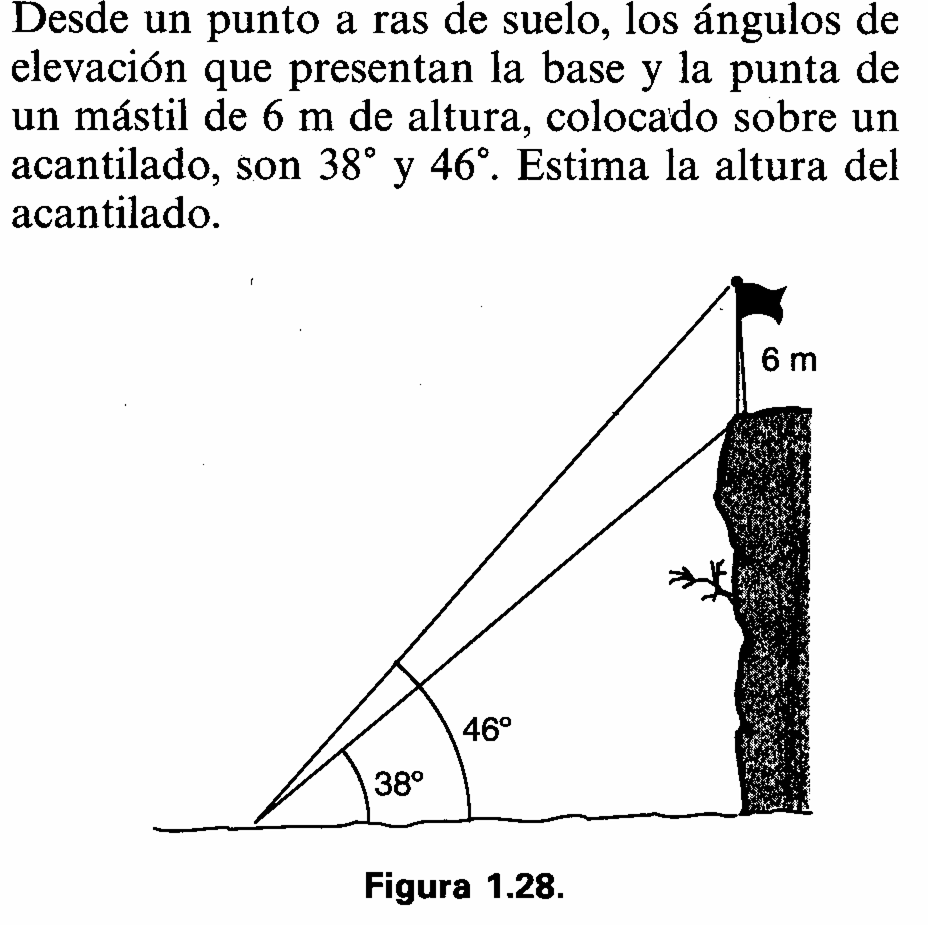 Desde un punto a ras de suelo, los ángulos de
elevación que presentan la base y la punta de
un mástil de 6 m de altura, colocado sobre un
acantilado, son 38° y 46°. Estima la altura del
acantilado.
6 m
46°
38°
Figura 1.28.